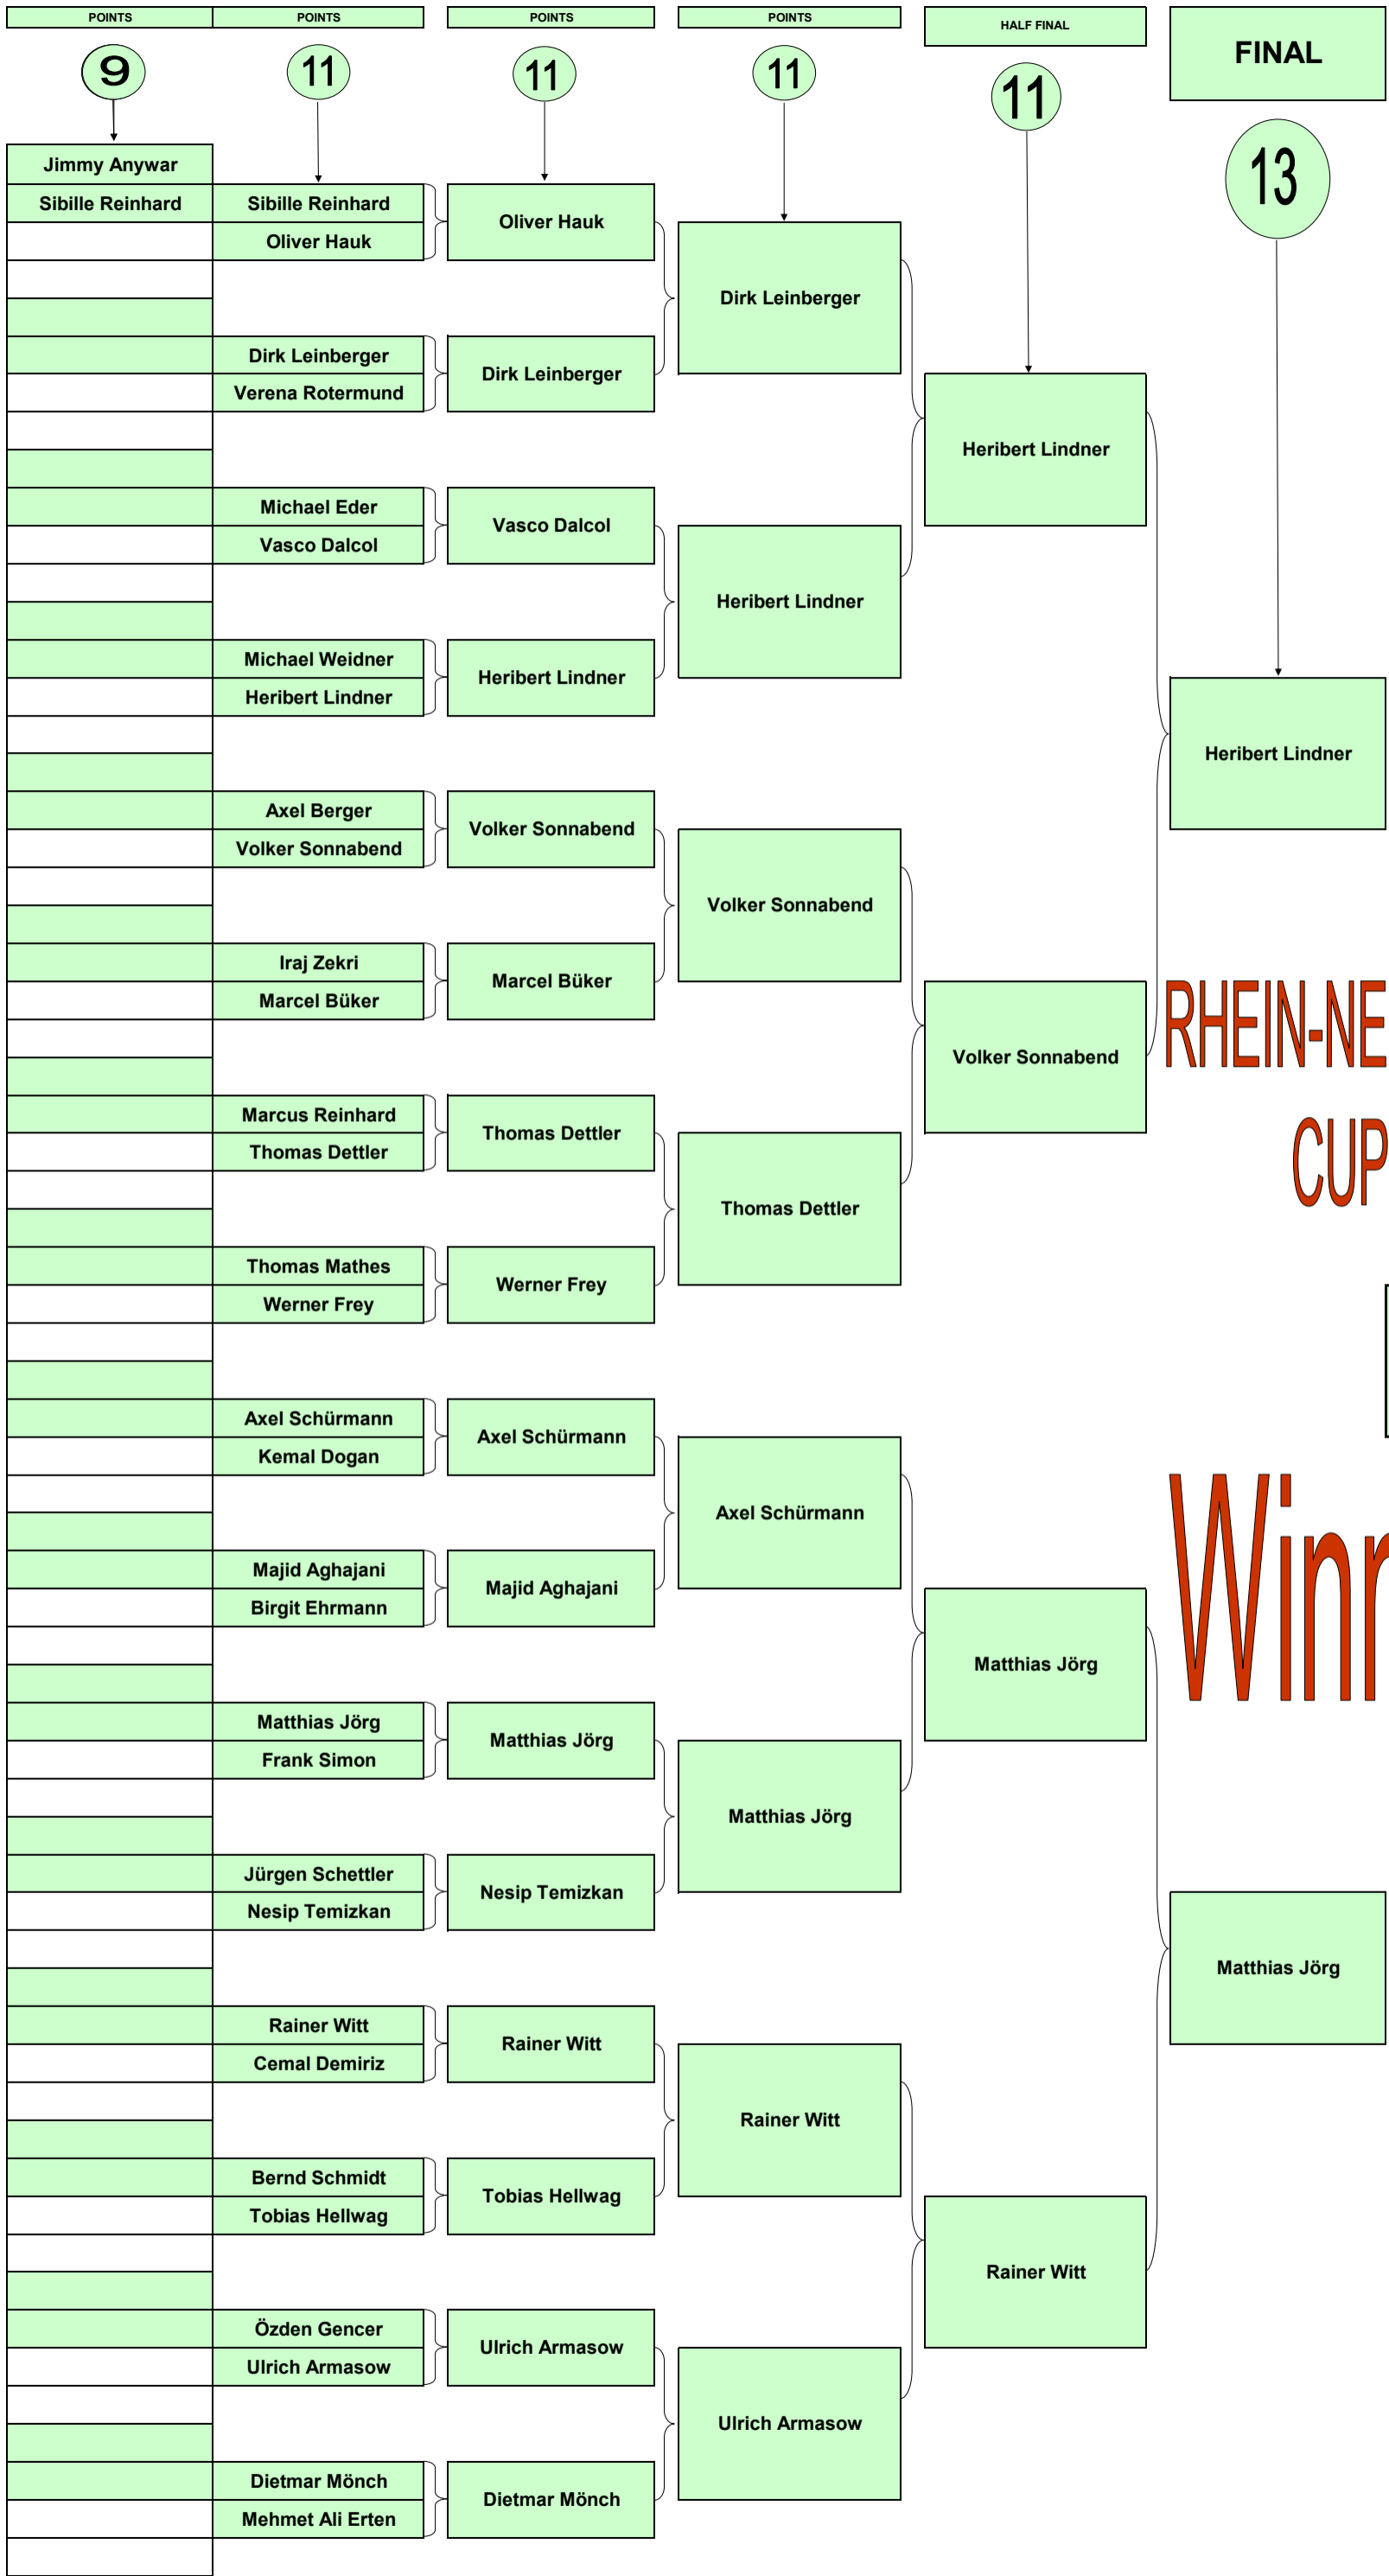 POINTS POINTS POINTS POINTS HALF FINAL FINAL
9 11 11 11 11 13
Jimmy Anywar
Sibille Reinhard Sibille Reinhard
Oliver Hauk
Oliver Hauk
Dirk Leinberger
Dirk Leinberger
Verena Rotermund
Dirk Leinberger
Heribert Lindner
Michael Eder
Vasco Dalcol
Vasco Dalcol
Heribert Lindner
Michael Weidner
Heribert Lindner
Heribert Lindner
Heribert Lindner
Axel Berger
Volker Sonnabend
Volker Sonnabend
Volker Sonnabend
Iraj Zekri
Marcel Büker
Marcel Büker
RHEIN-NE
Volker Sonnabend
Marcus Reinhard
Thomas Dettler
Thomas Dettler
CUP
Thomas Dettler
Thomas Mathes
Werner Frey
Werner Frey
Axel Schürmann
Kemal Dogan
Axel Schürmann
Axel Schürmann
Majid Aghajani
Birgit Ehrmann
Majid Aghajani
Winn
Matthias Jörg
Matthias Jörg
Frank Simon
Matthias Jörg
Matthias Jörg
Jürgen Schettler
Nesip Temizkan
Nesip Temizkan
Matthias Jörg
Rainer Witt
Cemal Demiriz
Rainer Witt
Rainer Witt
Bernd Schmidt
Tobias Hellwag
Tobias Hellwag
Rainer Witt
Özden Gencer
Ulrich Armasow
Ulrich Armasow
Ulrich Armasow
Dietmar Mönch
Mehmet Ali Erten
Dietmar Mönch